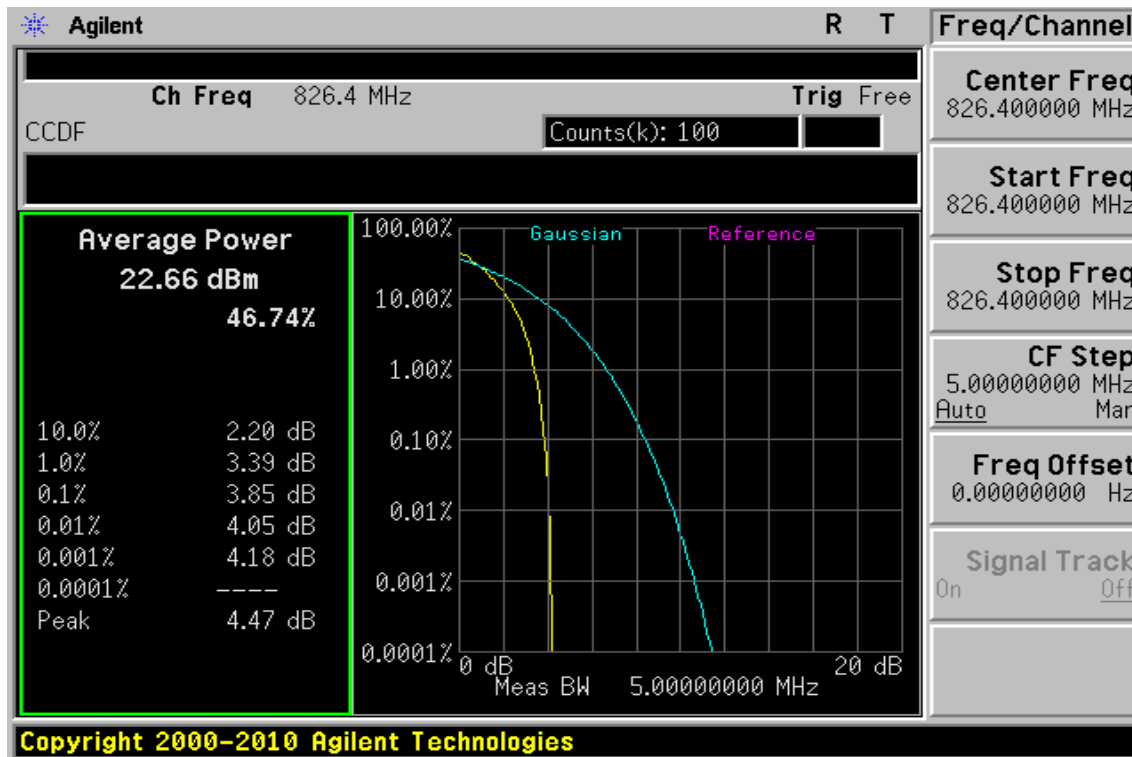 Agilent R T
Freq/Channel
Ch Freq 826.4 MHz Trig Free
CCDF Counts(k): 100
Average Power
22.66 dBm
46.74%
10.0% 2.20 dB
1.0% 3.39 dB
0.1% 3.85 dB
0.01% 4.05 dB
0.001% 4.18 dB
0.0001% ----
Peak 4.47 dB
Gaussian Reference
100.00%
10.00%
1.00%
0.10%
0.01%
0.001%
0.0001%
0 dB 20 dB
Meas BW 5.00000000 MHz
Center Freq
826.400000 MHz
Start Freq
826.400000 MHz
Stop Freq
826.400000 MHz
CF Step
5.00000000 MHz
Auto Man
Freq Offset
0.00000000 Hz
Signal Track
On Off
Copyright 2000-2010 Agilent Technologies